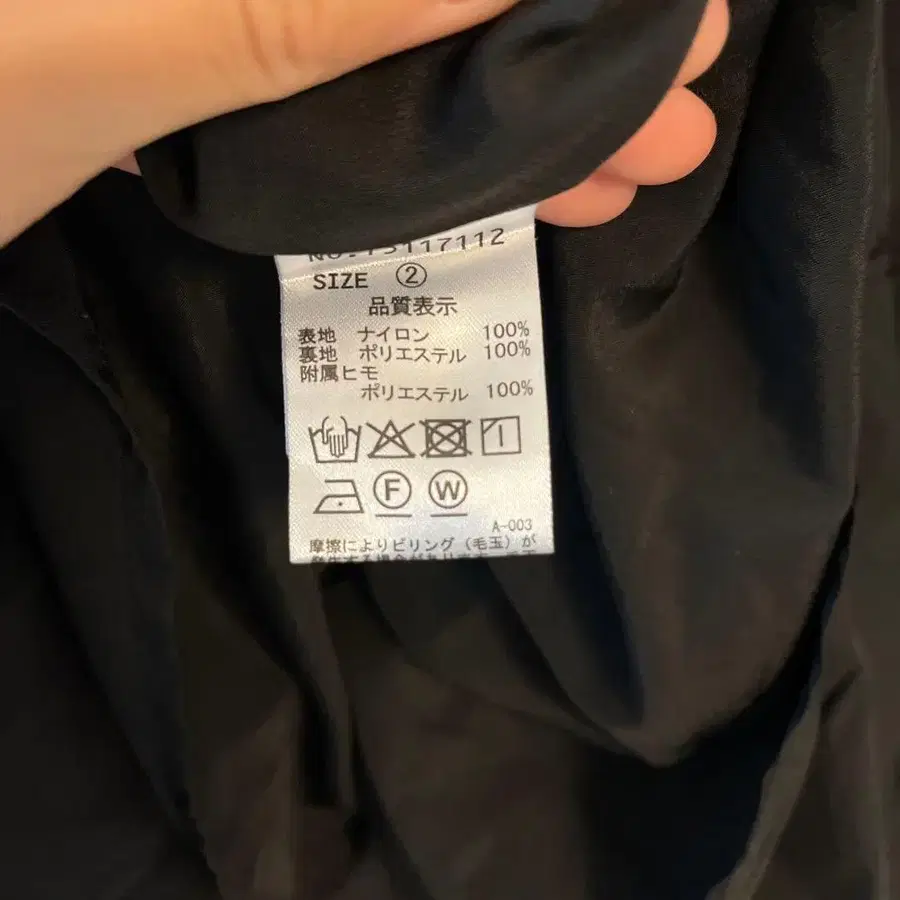 SIZE ②
品質表示
表地 ナイロン 100%
裏地 ポリエステル 100%
附属ヒモ
ポリエステル 100%
F W
A-003
摩擦によりピリング（毛玉）が